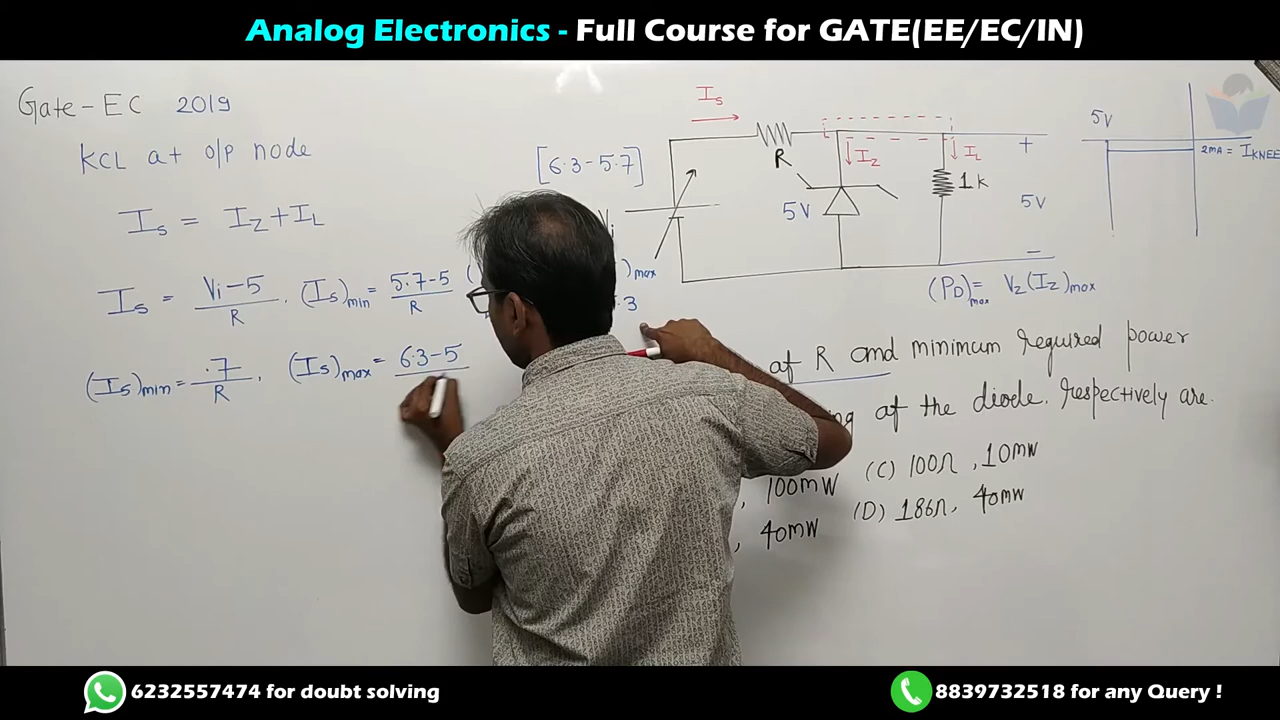 Analog Electronics - Full Course for GATE(EE/EC/IN)
Gate-EC 2019
KCL at o/p node
Is = Iz+IL
Is = Vi-5/R, (Is)min = 5.7-5/R
(Is)min = .7/R, (Is)max = 6.3-5
[6.3-5.7]
Is
R
Iz
IL
1k
5V
+
5V
-
)max
.3
5V
2mA = IKNEE
(PD)max = Vz(Iz)max
of R and minimum required power
of the diode. respectively are.
, 100mW (C) 100Ω, 10mW
, 40mW (D) 186Ω, 40mW
6232557474 for doubt solving
8839732518 for any Query !